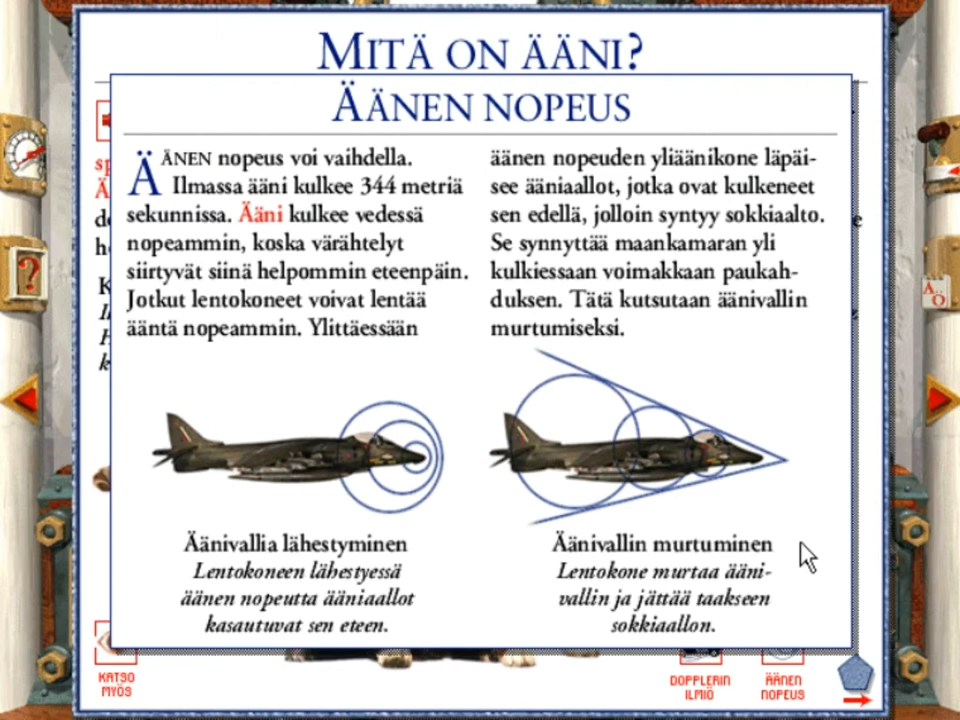 MITÄ ON ÄÄNI?
ÄÄNEN NOPEUS
ÄÄNEN nopeus voi vaihdella.
Ilmassa ääni kulkee 344 metriä
sekunnissa. Ääni kulkee vedessä
nopeammin, koska värähtelyt
siirtyvät siinä helpommin eteenpäin.
Jotkut lentokoneet voivat lentää
ääntä nopeammin. Ylittäessään
äänen nopeuden yliäänikone läpäi-
see ääniaallot, jotka ovat kulkeneet
sen edellä, jolloin syntyy sokkiaalto.
Se synnyttää maankamaran yli
kulkiessaan voimakkaan paukah-
duksen. Tätä kutsutaan äänivallin
murtumiseksi.
Äänivallia lähestyminen
Lentokoneen lähestyessä
äänen nopeutta ääniaallot
kasautuvat sen eteen.
Äänivallin murtuminen
Lentokone murtaa ääni-
vallin ja jättää taakseen
sokkiaallon.
KATSO
MYÖS
DOPPLERIN
ILMIÖ
ÄÄNEN
NOPEUS
?
A..Ö